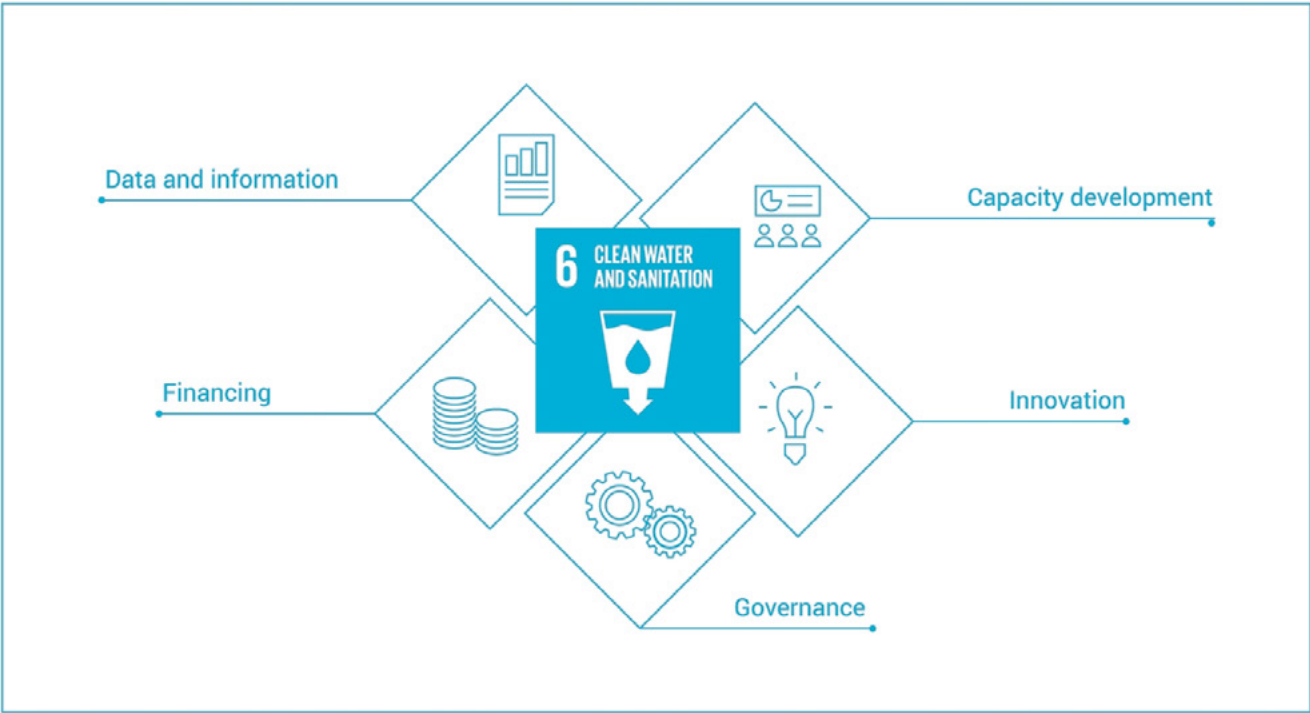 Data and information
Capacity development
6 CLEAN WATER
AND SANITATION
Financing
Innovation
Governance